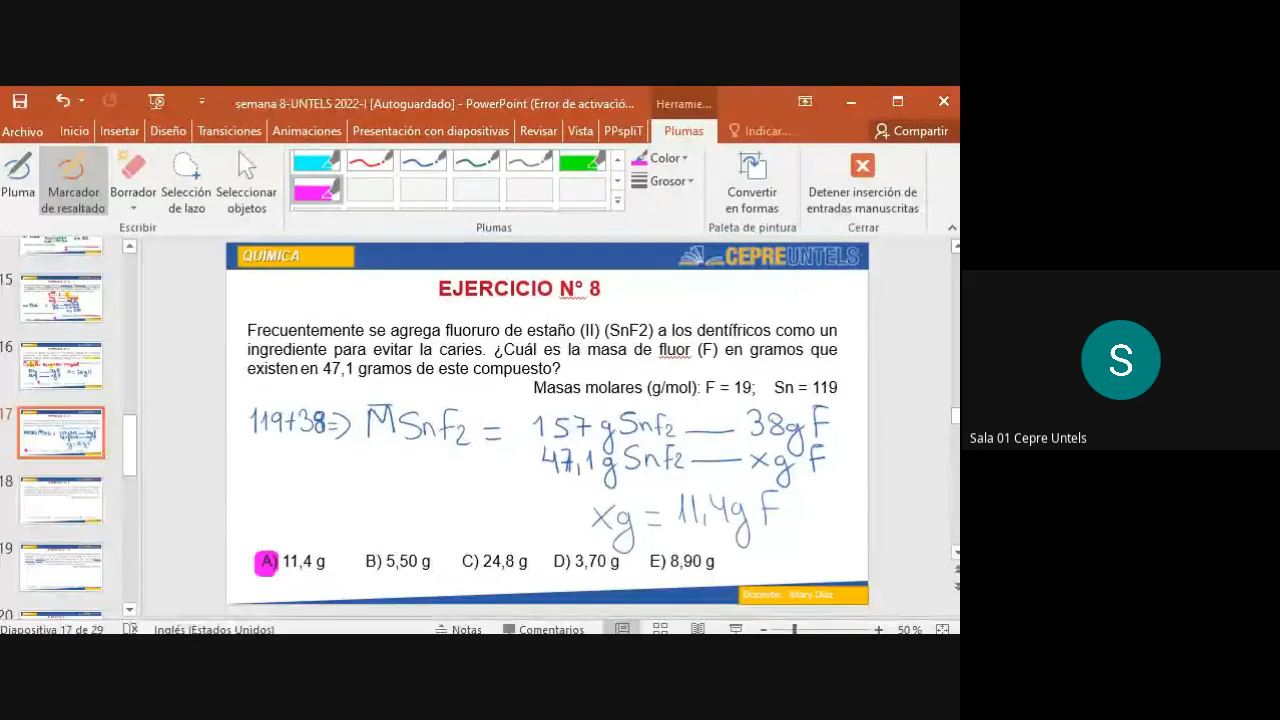 semana 8-UNTELS 2022-I [Autoguardado] - PowerPoint (Error de activació...
Herramie...
Archivo Inicio Insertar Diseño Transiciones Animaciones Presentación con diapositivas Revisar Vista PPspliT Plumas Indicar... Compartir
Pluma
Marcador de resaltado
Borrador
Selección de lazo
Seleccionar objetos
Color
Grosor
Convertir en formas
Detener inserción de entradas manuscritas
Escribir
Plumas
Paleta de pintura
Cerrar
15
16
17
18
19
20
QUÍMICA
CEPREUNTELS
EJERCICIO N° 8
Frecuentemente se agrega fluoruro de estaño (II) (SnF2) a los dentífricos como un
ingrediente para evitar la caries. ¿Cuál es la masa de fluor (F) en gramos que
existen en 47,1 gramos de este compuesto?
Masas molares (g/mol): F = 19; Sn = 119
119+38=> M̅ SnF₂ = 157 g SnF₂ — 38g F
47,1 g SnF₂ — xg F
xg = 11,4g F
A) 11,4 g B) 5,50 g C) 24,8 g D) 3,70 g E) 8,90 g
Docente: Mary Díaz
Diapositiva 17 de 29 Inglés (Estados Unidos) Notas Comentarios 50 %
S
Sala 01 Cepre Untels